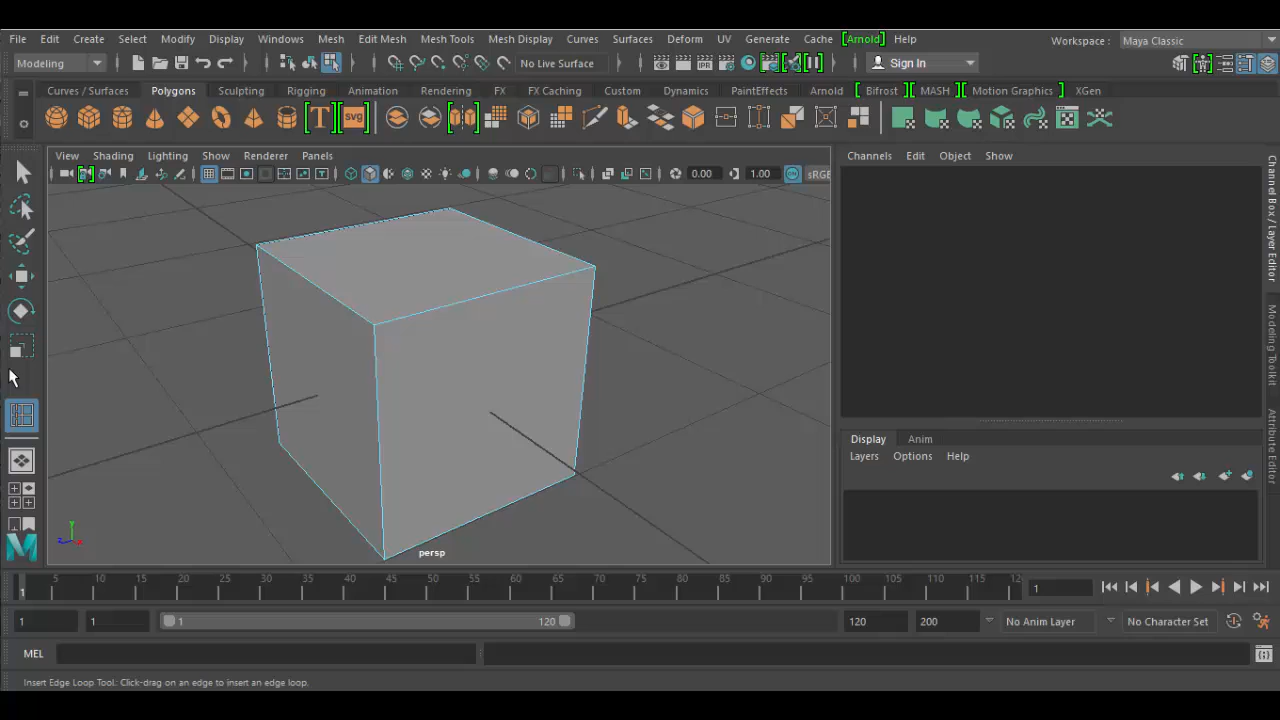 File Edit Create Select Modify Display Windows Mesh Edit Mesh Mesh Tools Mesh Display Curves Surfaces Deform UV Generate Cache [Arnold] Help
Workspace : Maya Classic
Modeling No Live Surface Sign In
Curves / Surfaces Polygons Sculpting Rigging Animation Rendering FX FX Caching Custom Dynamics PaintEffects Arnold [ Bifrost ] [ MASH ] [ Motion Graphics ] XGen
T SVG
View Shading Lighting Show Renderer Panels
0.00 1.00 sRGB
persp
Channels Edit Object Show
Channel Box / Layer Editor
Modeling Toolkit
Attribute Editor
Display Anim
Layers Options Help
5 10 15 20 25 30 35 40 45 50 55 60 65 70 75 80 85 90 95 100 105 110 115 12
1
1
1 1 1 120 120 200 No Anim Layer No Character Set
MEL
Insert Edge Loop Tool: Click-drag on an edge to insert an edge loop.